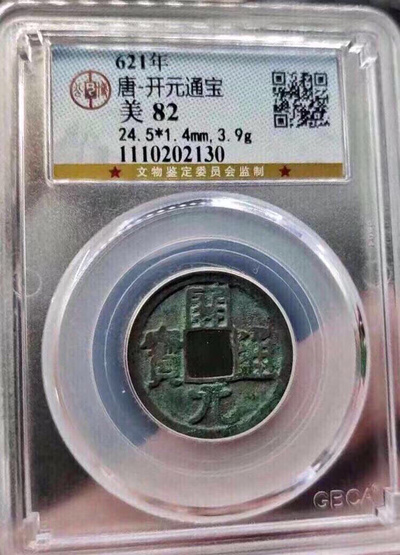 621年
唐-开元通宝
美 82
24.5*1.4mm,3.9g
1110202130
★ 文物鉴定委员会监制 ★
開
寳 通
元
GBCA